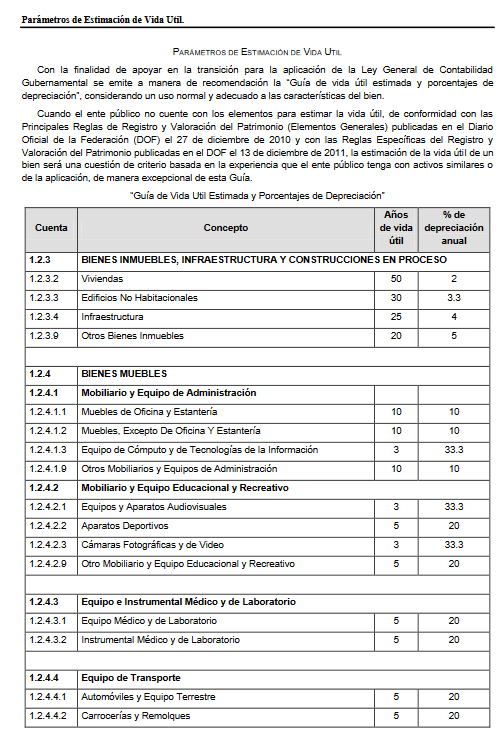 Parámetros de Estimación de Vida Util.
PARÁMETROS DE ESTIMACIÓN DE VIDA UTIL
Con la finalidad de apoyar en la transición para la aplicación de la Ley General de Contabilidad
Gubernamental se emite a manera de recomendación la "Guía de vida útil estimada y porcentajes de
depreciación", considerando un uso normal y adecuado a las características del bien.
Cuando el ente público no cuente con los elementos para estimar la vida útil, de conformidad con las
Principales Reglas de Registro y Valoración del Patrimonio (Elementos Generales) publicadas en el Diario
Oficial de la Federación (DOF) el 27 de diciembre de 2010 y con las Reglas Específicas del Registro y
Valoración del Patrimonio publicadas en el DOF el 13 de diciembre de 2011, la estimación de la vida útil de un
bien será una cuestión de criterio basada en la experiencia que el ente público tenga con activos similares o
de la aplicación, de manera excepcional de esta Guía.
"Guía de Vida Util Estimada y Porcentajes de Depreciación"
Cuenta Concepto Años de vida útil % de depreciación anual
1.2.3 BIENES INMUEBLES, INFRAESTRUCTURA Y CONSTRUCCIONES EN PROCESO
1.2.3.2 Viviendas 50 2
1.2.3.3 Edificios No Habitacionales 30 3.3
1.2.3.4 Infraestructura 25 4
1.2.3.9 Otros Bienes Inmuebles 20 5
1.2.4 BIENES MUEBLES
1.2.4.1 Mobiliario y Equipo de Administración
1.2.4.1.1 Muebles de Oficina y Estantería 10 10
1.2.4.1.2 Muebles, Excepto De Oficina Y Estantería 10 10
1.2.4.1.3 Equipo de Cómputo y de Tecnologías de la Información 3 33.3
1.2.4.1.9 Otros Mobiliarios y Equipos de Administración 10 10
1.2.4.2 Mobiliario y Equipo Educacional y Recreativo
1.2.4.2.1 Equipos y Aparatos Audiovisuales 3 33.3
1.2.4.2.2 Aparatos Deportivos 5 20
1.2.4.2.3 Cámaras Fotográficas y de Video 3 33.3
1.2.4.2.9 Otro Mobiliario y Equipo Educacional y Recreativo 5 20
1.2.4.3 Equipo e Instrumental Médico y de Laboratorio
1.2.4.3.1 Equipo Médico y de Laboratorio 5 20
1.2.4.3.2 Instrumental Médico y de Laboratorio 5 20
1.2.4.4 Equipo de Transporte
1.2.4.4.1 Automóviles y Equipo Terrestre 5 20
1.2.4.4.2 Carrocerías y Remolques 5 20